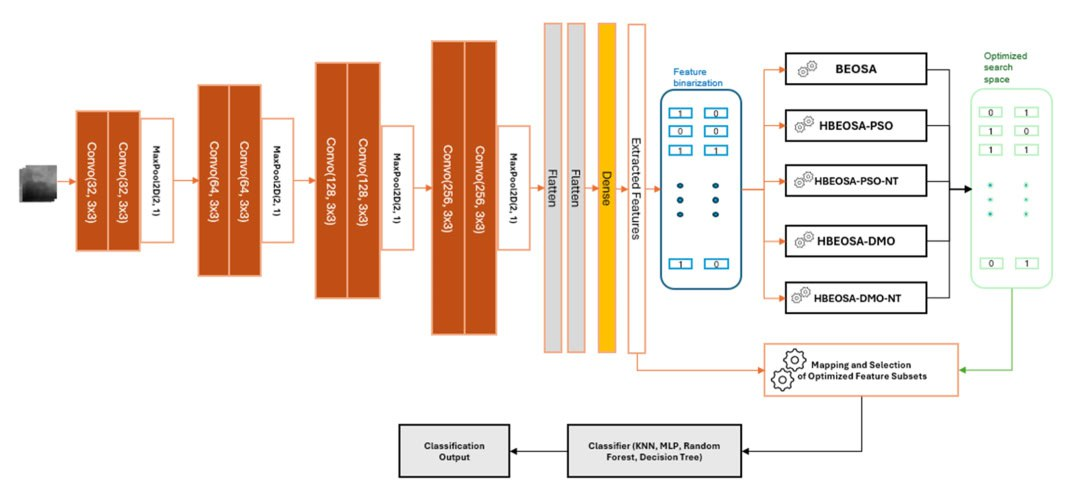 Convo(32, 3x3)
Convo(32, 3x3)
MaxPool2D(2, 1)
Convo(64, 3x3)
Convo(64, 3x3)
MaxPool2D(2, 1)
Convo(128, 3x3)
Convo(128, 3x3)
MaxPool2D(2, 1)
Convo(256, 3x3)
Convo(256, 3x3)
MaxPool2D(2, 1)
Flatten
Flatten
Dense
Extracted Features
Feature
binarization
1 0
0 0
1 1
1 0
BEOSA
HBEOSA-PSO
HBEOSA-PSO-NT
HBEOSA-DMO
HBEOSA-DMO-NT
Optimized
search
space
0 1
1 0
1 1
0 1
Mapping and Selection
of Optimized Feature Subsets
Classifier (KNN, MLP, Random
Forest, Decision Tree)
Classification
Output